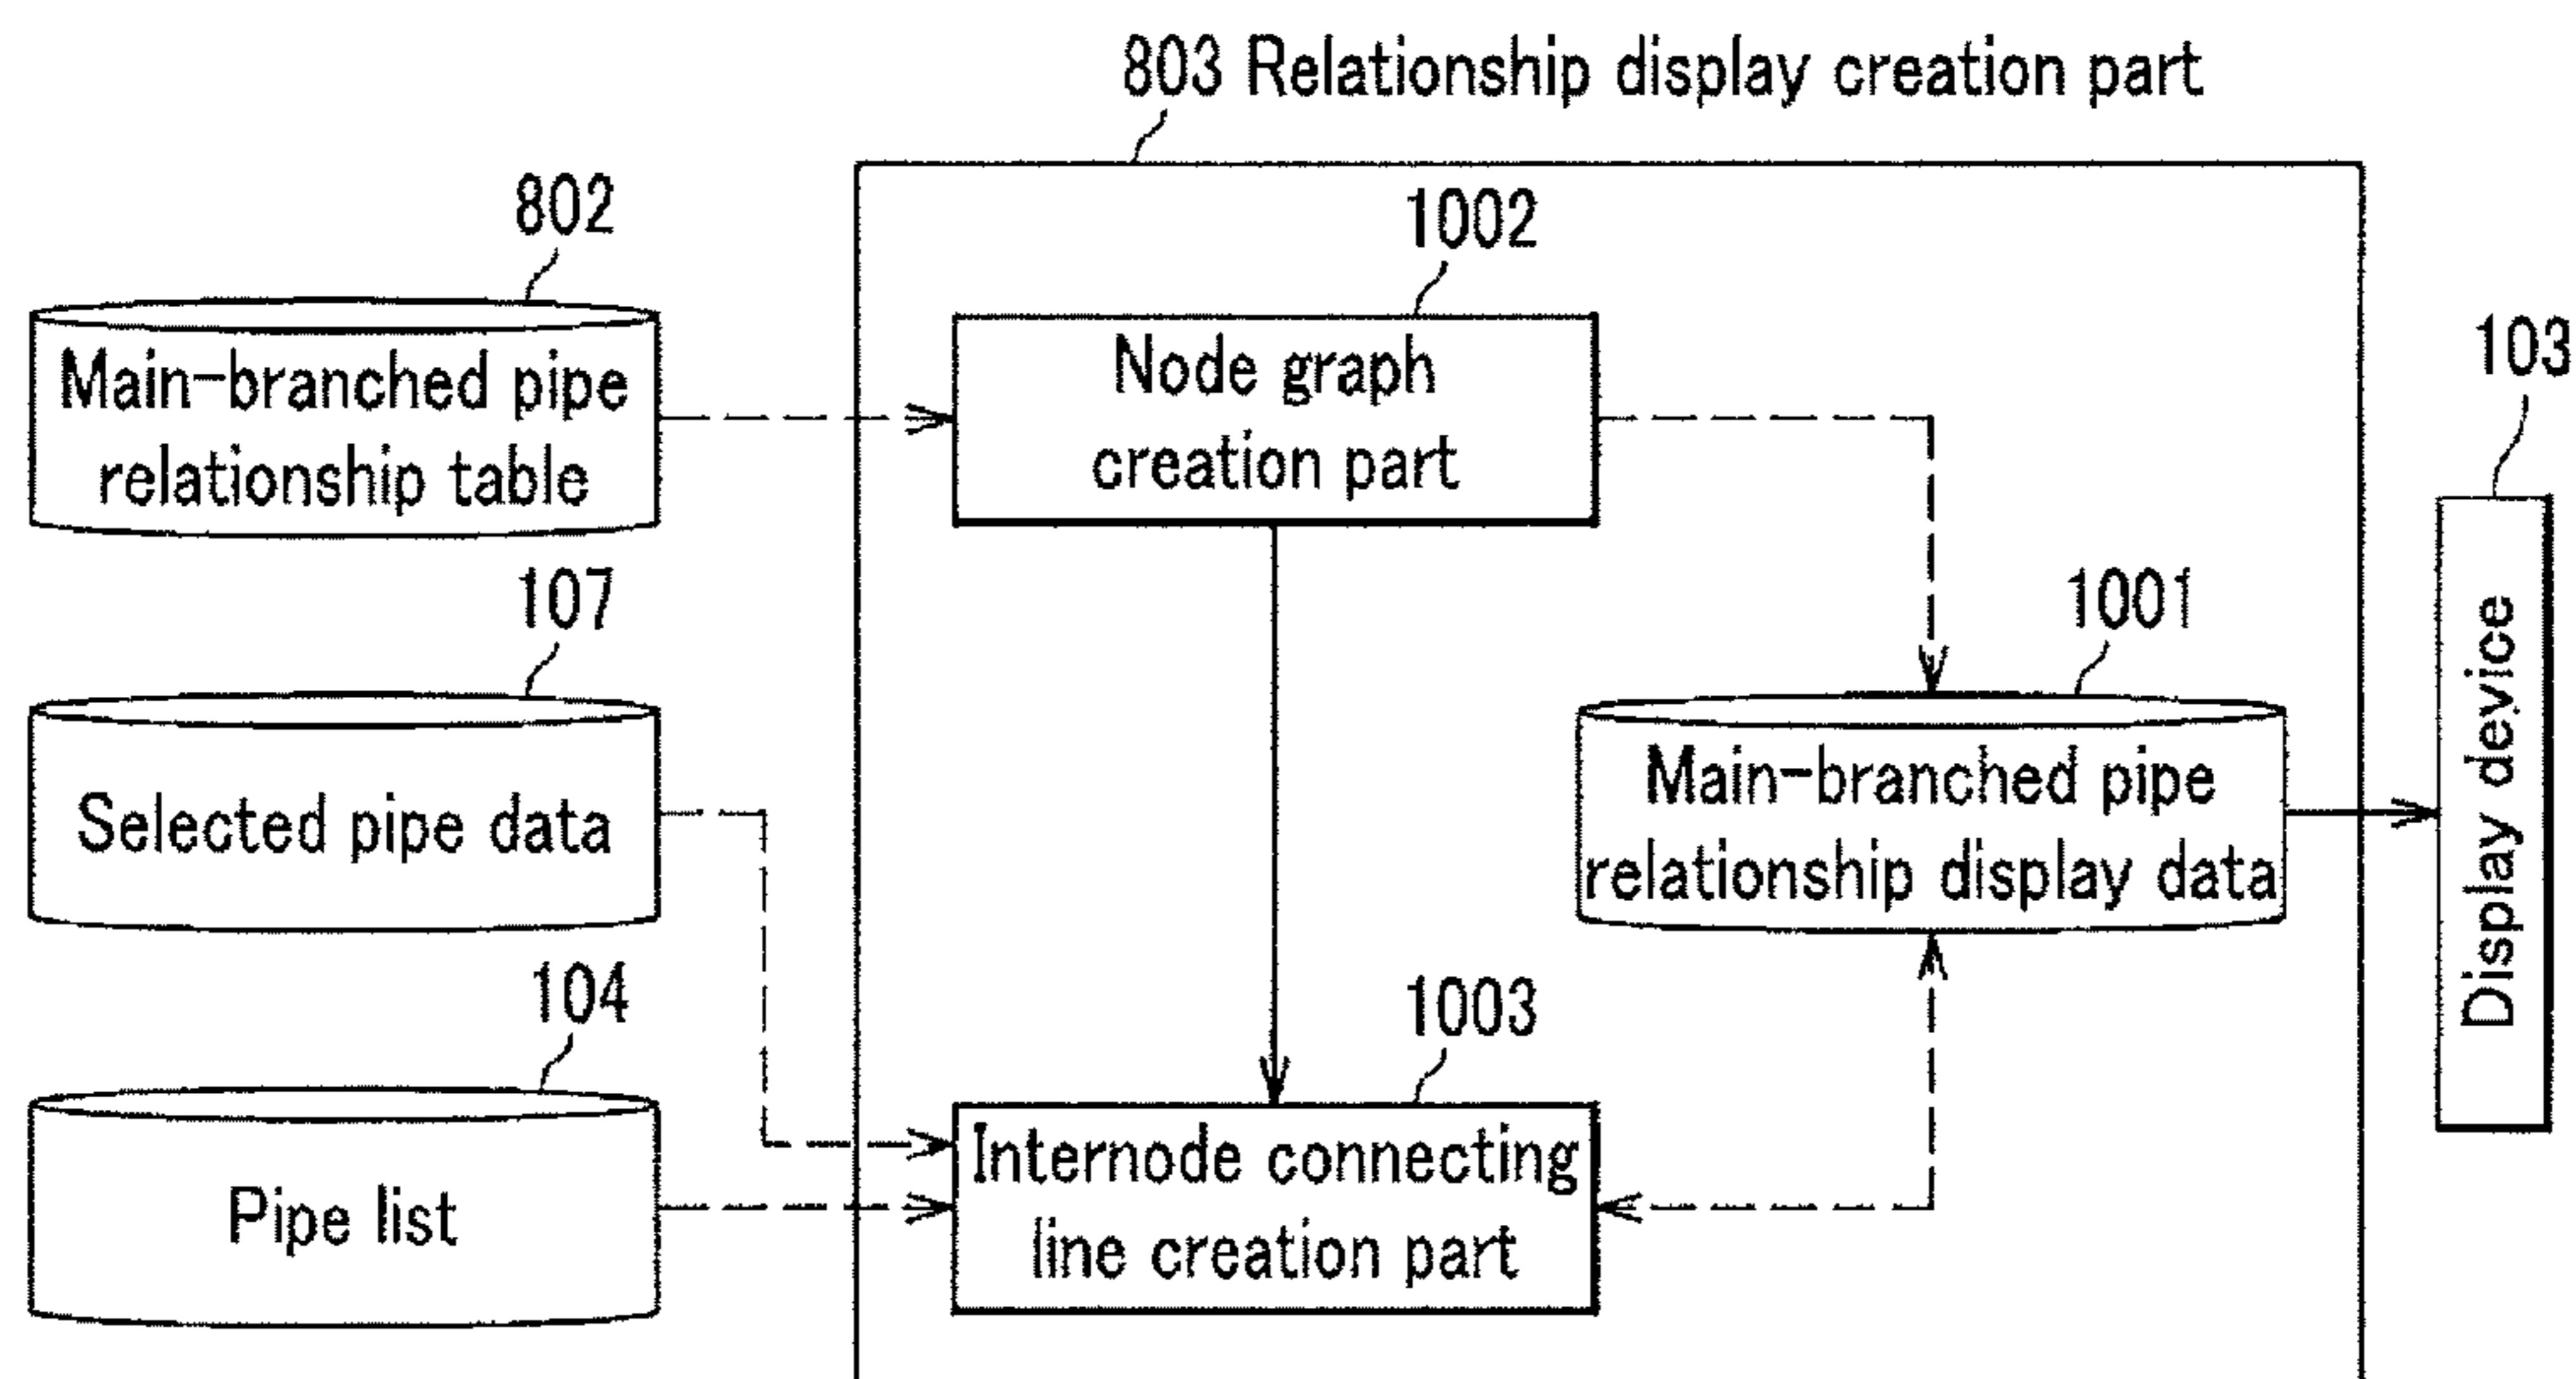 803 Relationship display creation part
802
Main-branched pipe
relationship table
1002
Node graph
creation part
103
Display device
107
Selected pipe data
1001
Main-branched pipe
relationship display data
104
Pipe list
1003
Internode connecting
line creation part